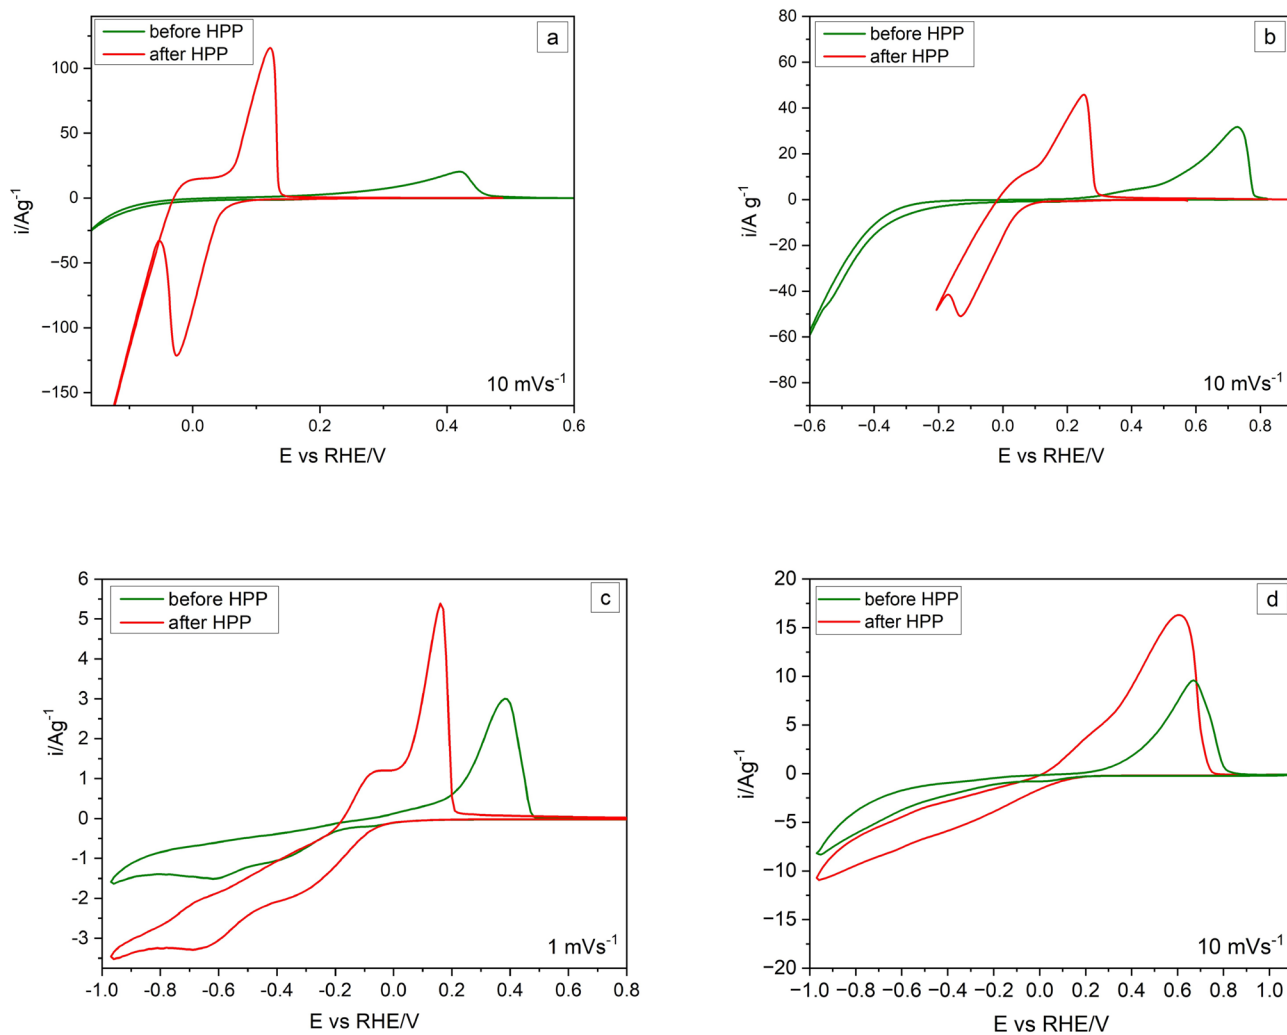 before HPP
after HPP
a
i/Ag⁻¹
100
50
0
−50
−100
−150
10 mVs⁻¹
0.0
0.2
0.4
0.6
E vs RHE/V
before HPP
after HPP
b
i/A g⁻¹
80
60
40
20
0
−20
−40
−60
−80
10 mVs⁻¹
−0.6
−0.4
−0.2
0.0
0.2
0.4
0.6
0.8
E vs RHE/V
before HPP
after HPP
c
i/Ag⁻¹
6
5
4
3
2
1
0
-1
-2
-3
1 mVs⁻¹
-1.0
-0.8
-0.6
-0.4
-0.2
0.0
0.2
0.4
0.6
0.8
E vs RHE/V
before HPP
after HPP
d
i/Ag⁻¹
20
15
10
5
0
−5
−10
−15
−20
10 mVs⁻¹
−1.0
−0.8
−0.6
−0.4
−0.2
0.0
0.2
0.4
0.6
0.8
1.0
E vs RHE/V